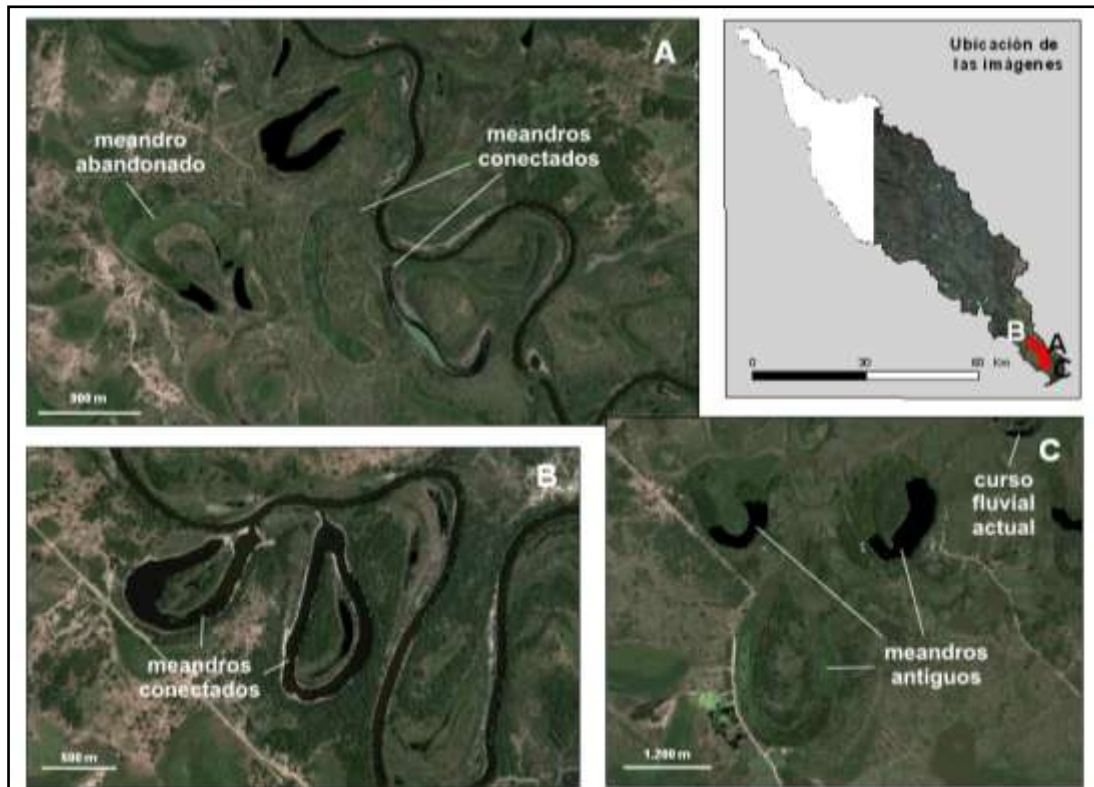 A
meandro
abandonado
meandros
conectados
900 m
Ubicación de
las imágenes
B
A
C
0 30 60 Km
B
meandros
conectados
500 m
C
curso
fluvial
actual
meandros
antiguos
1.200 m